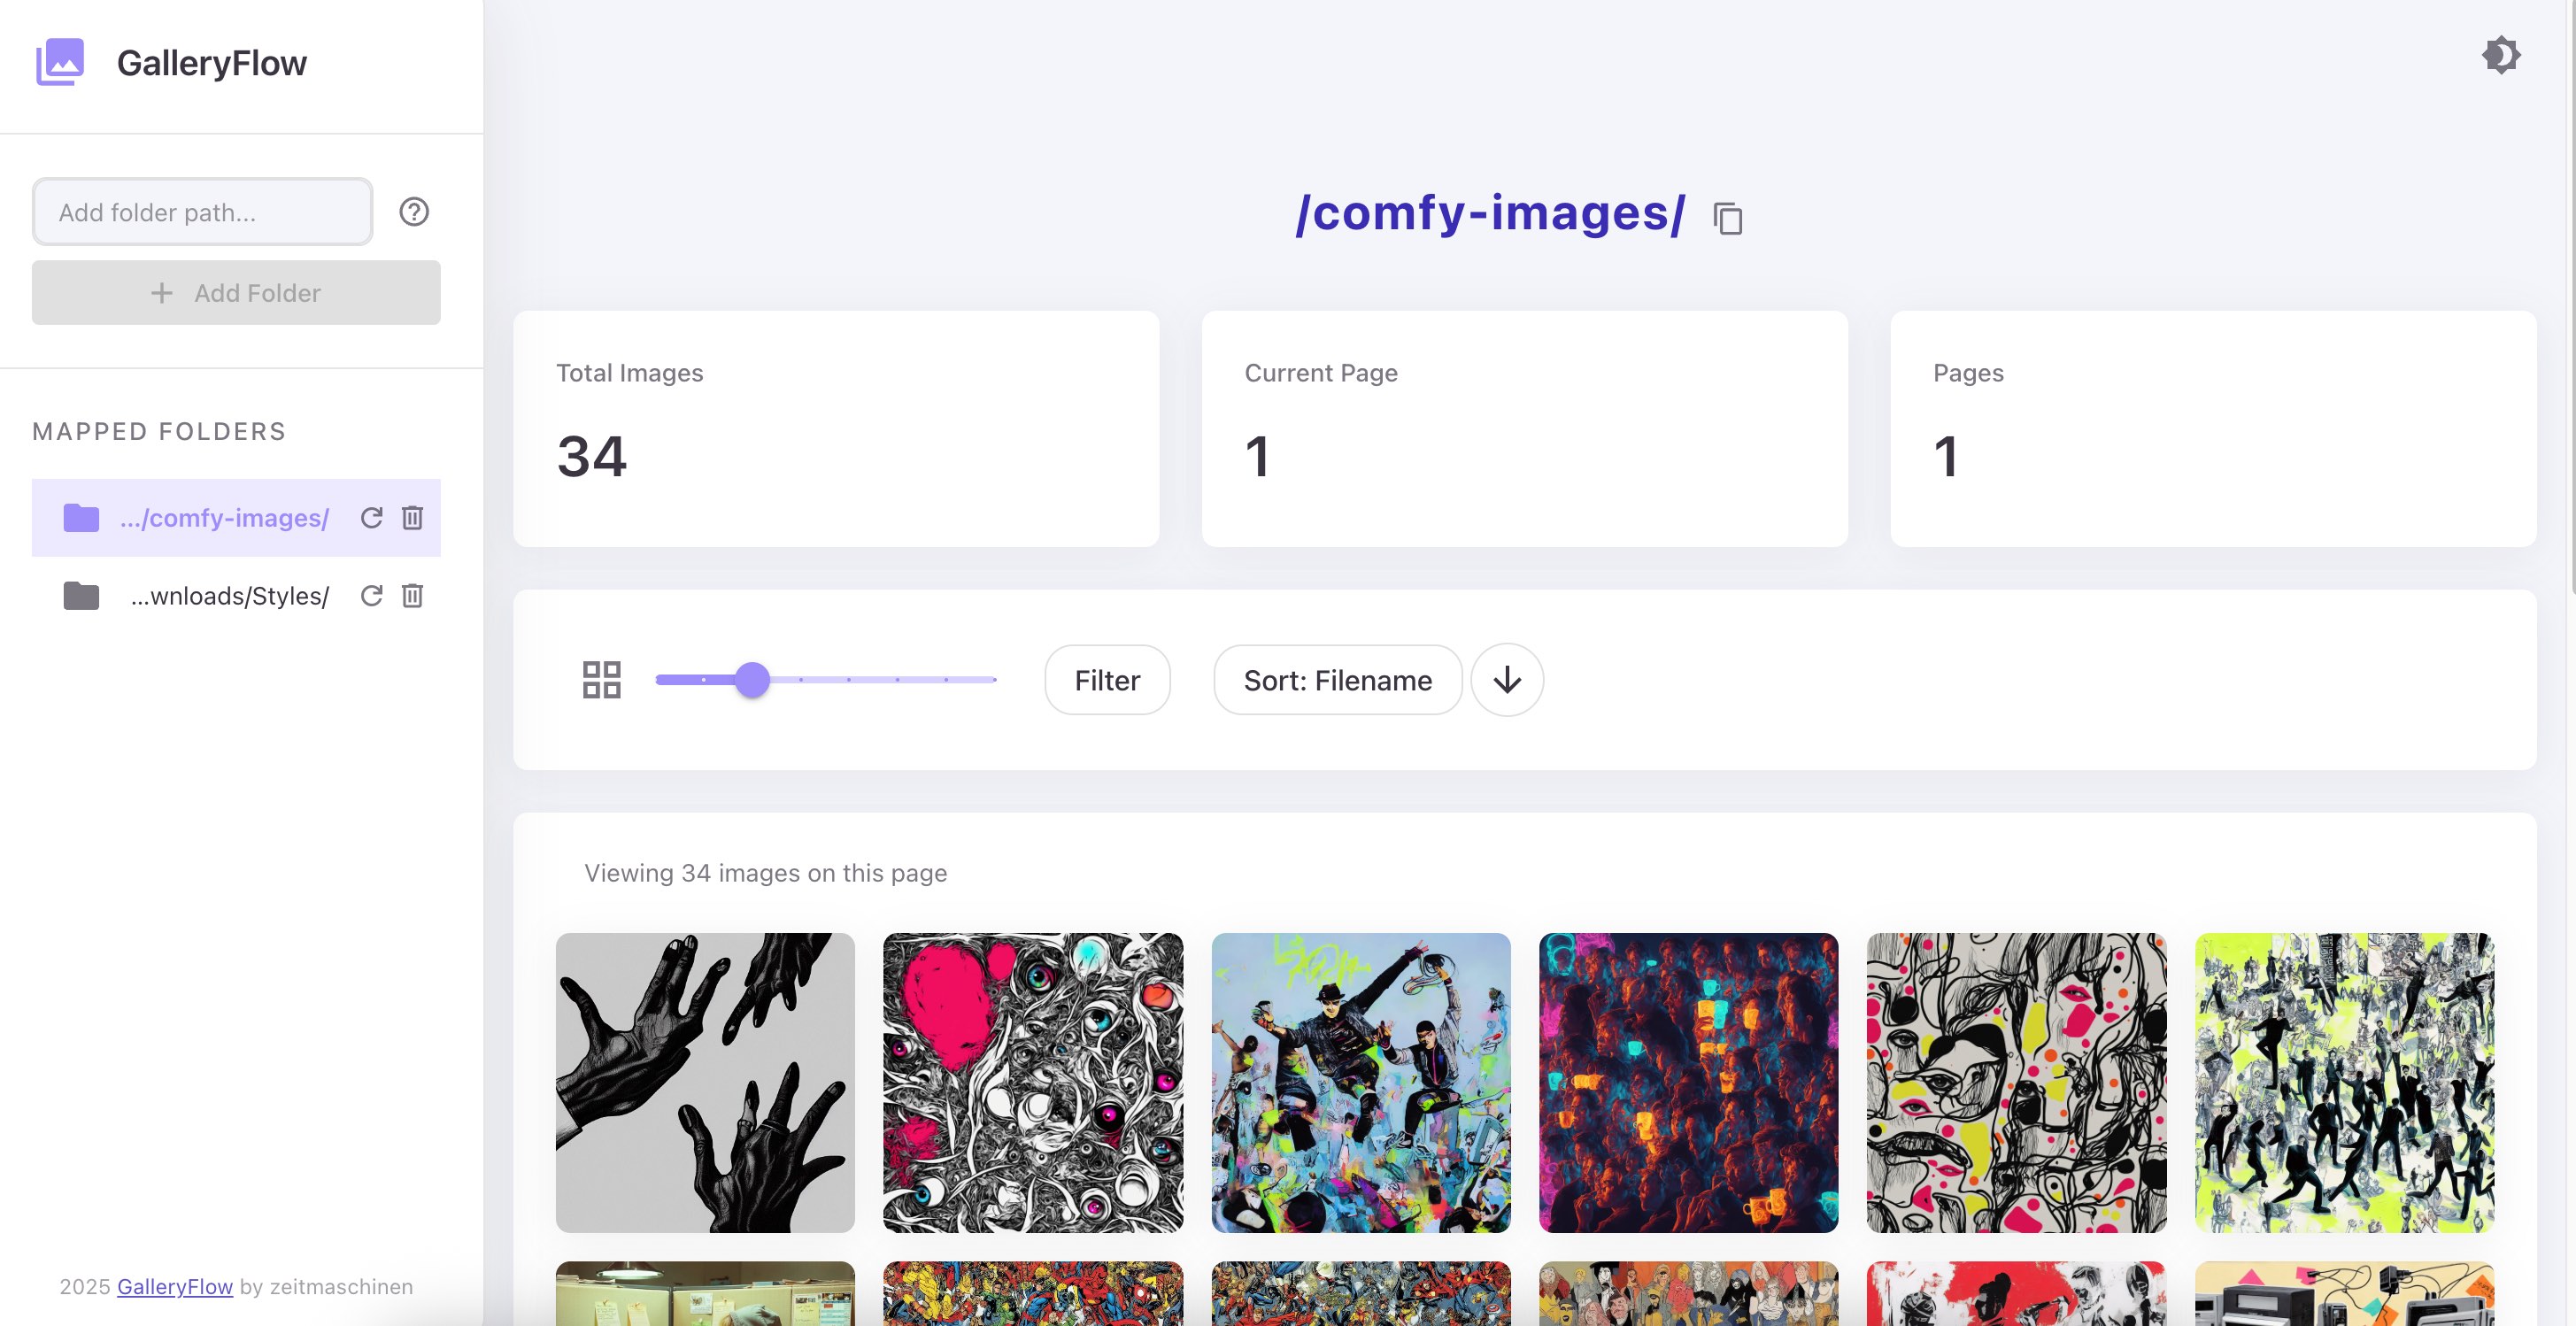 GalleryFlow
Add folder path...
Add Folder
MAPPED FOLDERS
.../comfy-images/
...wnloads/Styles/
2025 GalleryFlow by zeitmaschinen
/comfy-images/
Total Images
34
Current Page
1
Pages
1
Filter
Sort: Filename
Viewing 34 images on this page